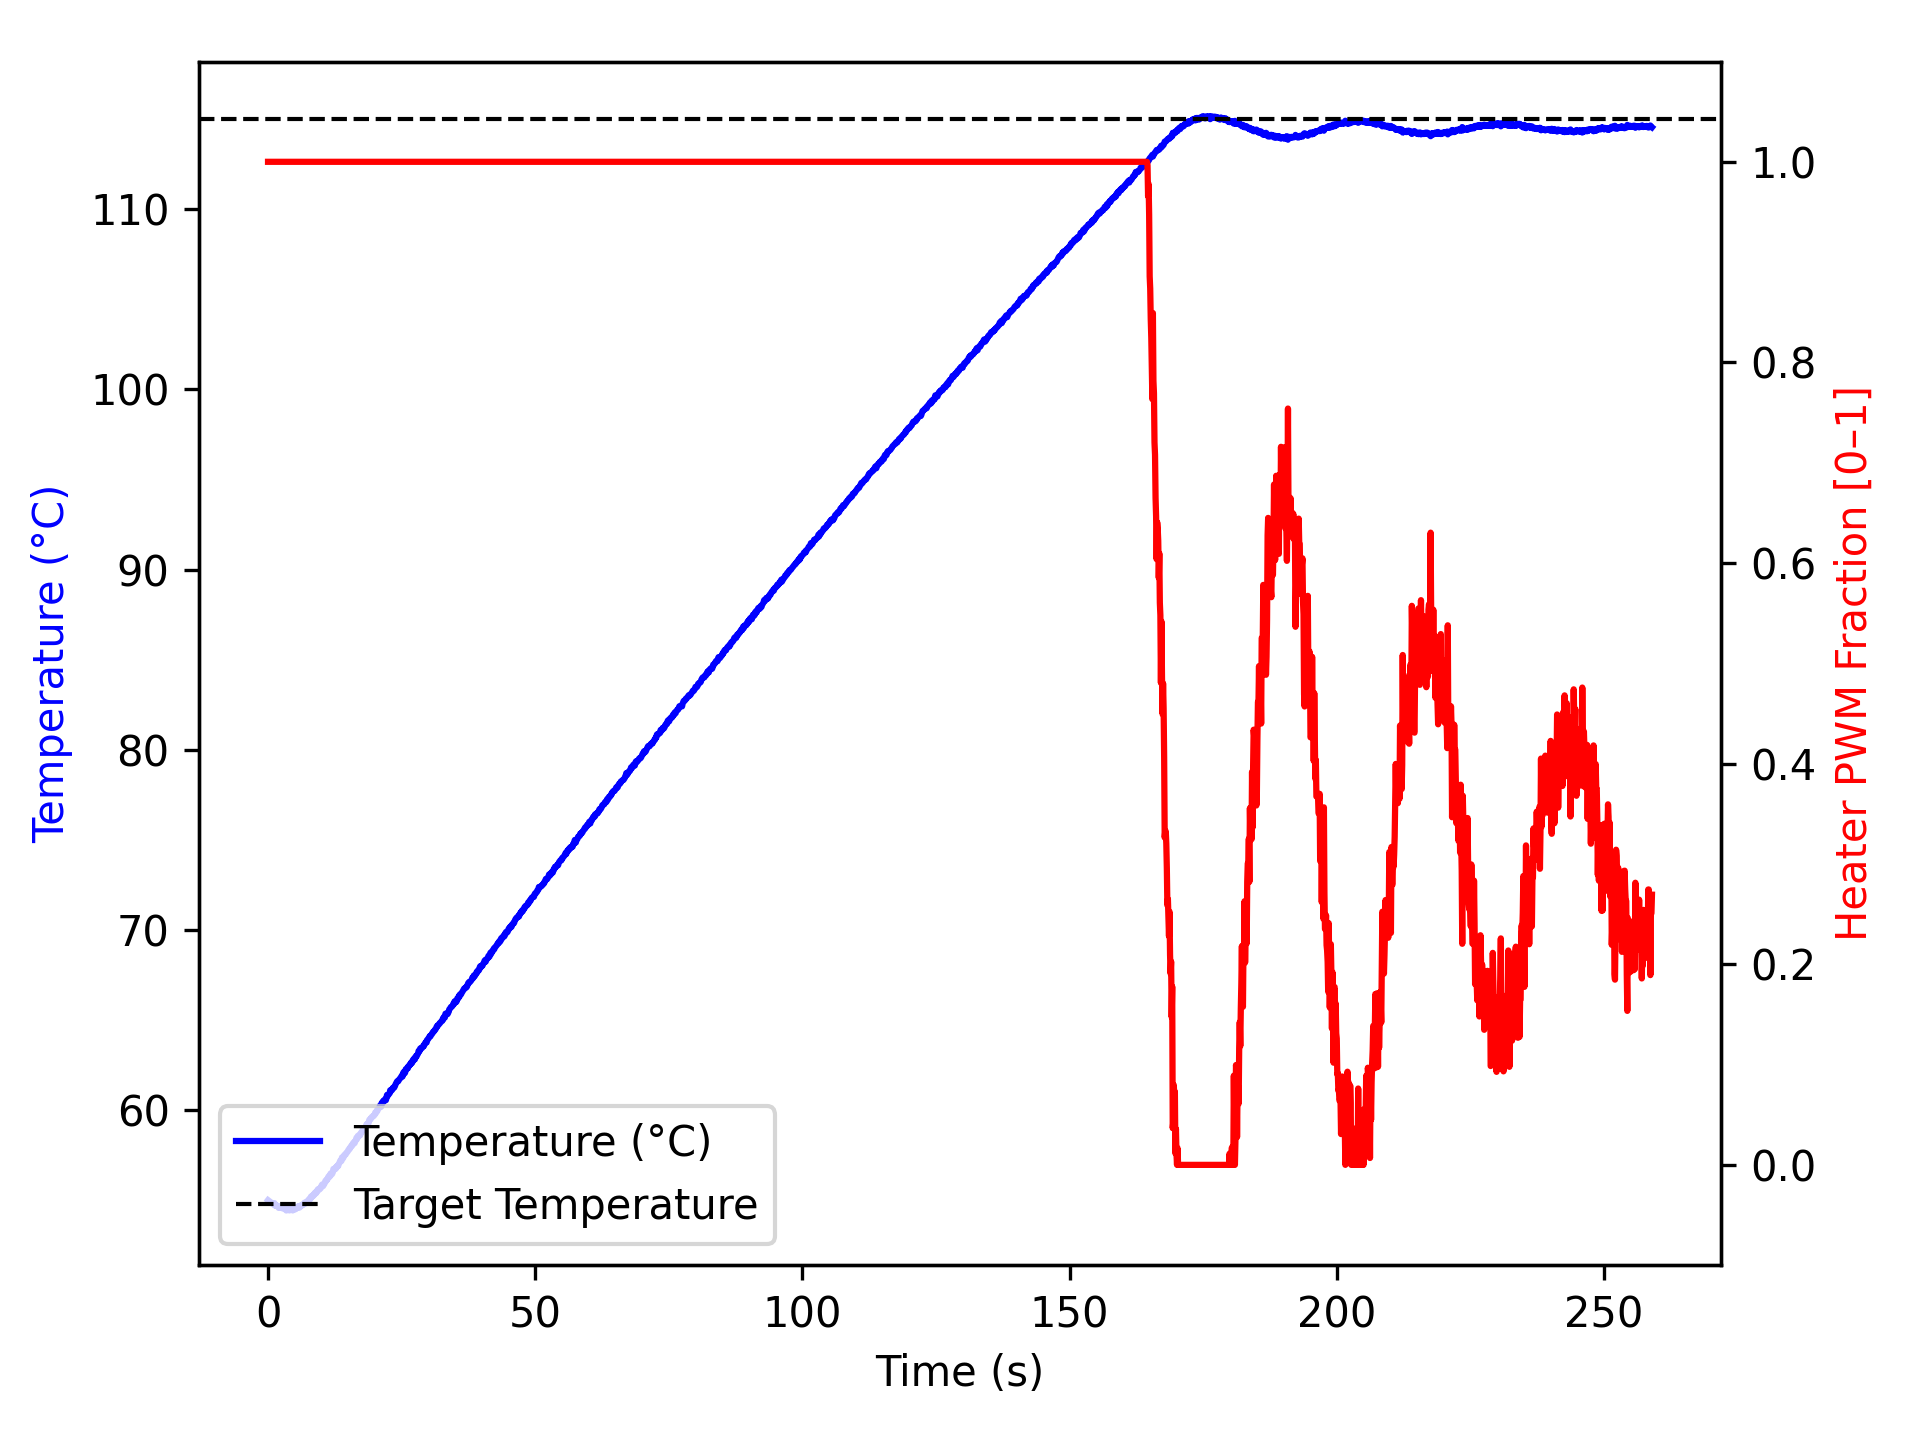 Temperature (°C)
110
100
90
80
70
60
1.0
0.8
0.6
0.4
0.2
0.0
Heater PWM Fraction [0–1]
Temperature (°C)
Target Temperature
0 50 100 150 200 250
Time (s)